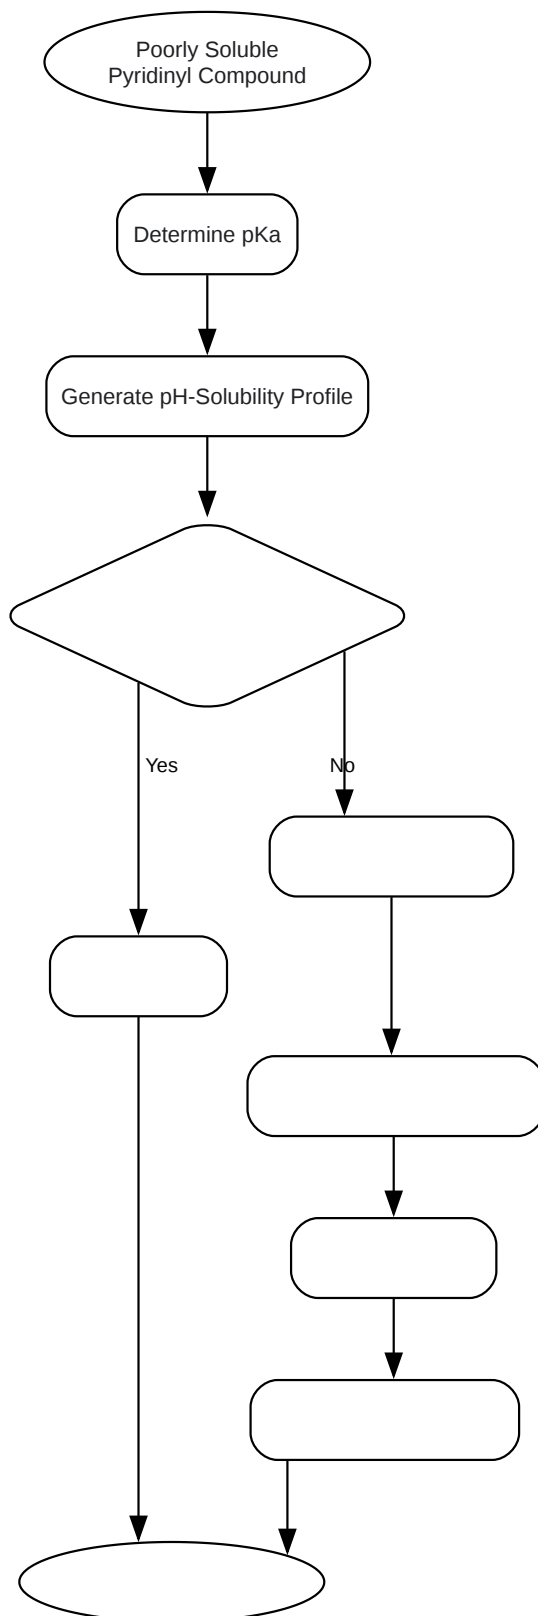 Poorly Soluble
Pyridinyl Compound
Determine pKa
Generate pH-Solubility Profile
Yes
No